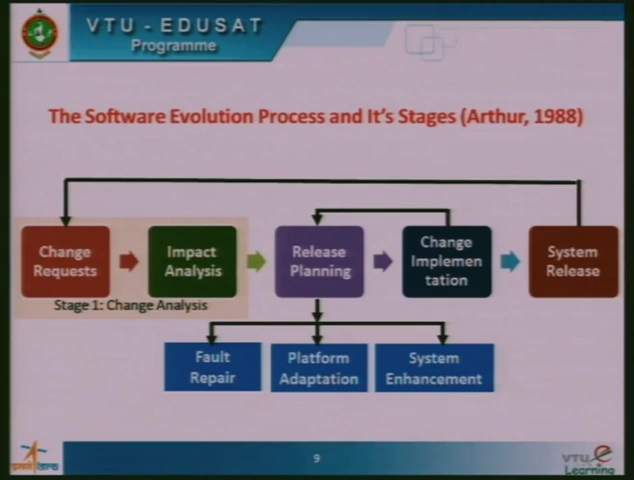 VTU - EDUSAT
Programme
The Software Evolution Process and It's Stages (Arthur, 1988)
Change
Requests
Impact
Analysis
Release
Planning
Change
Implemen
tation
System
Release
Stage 1: Change Analysis
Fault
Repair
Platform
Adaptation
System
Enhancement
9
VTU
Learning